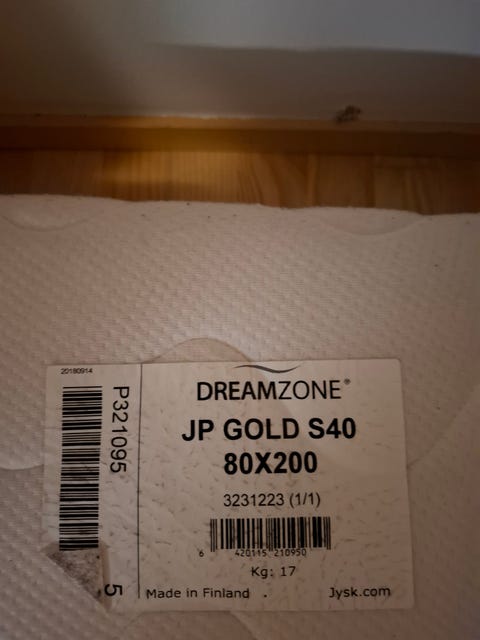 20180914
P321095
5
DREAMZONE®
JP GOLD S40
80X200
3231223 (1/1)
6 420115 210950
Kg: 17
Made in Finland .
Jysk.com